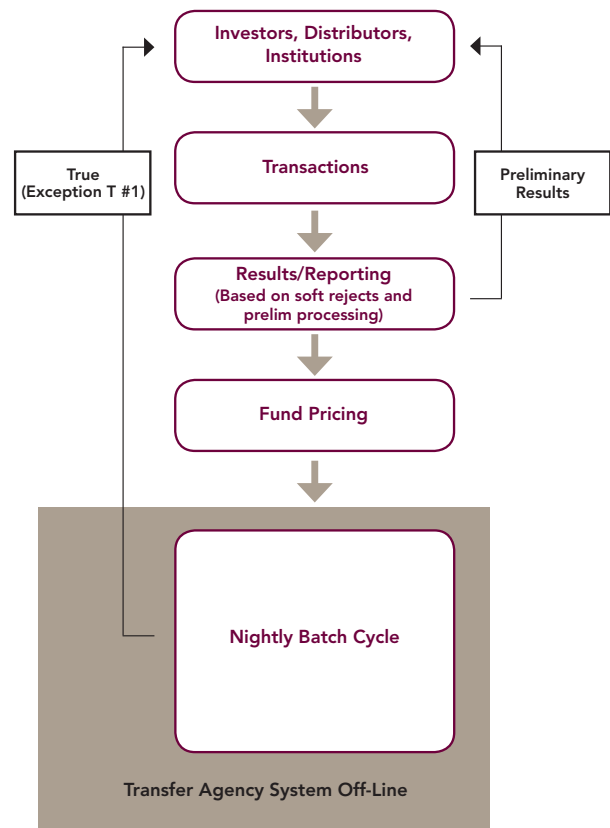 Investors, Distributors,
Institutions
Transactions
True
(Exception T #1)
Preliminary
Results
Results/Reporting
(Based on soft rejects and
prelim processing)
Fund Pricing
Nightly Batch Cycle
Transfer Agency System Off-Line